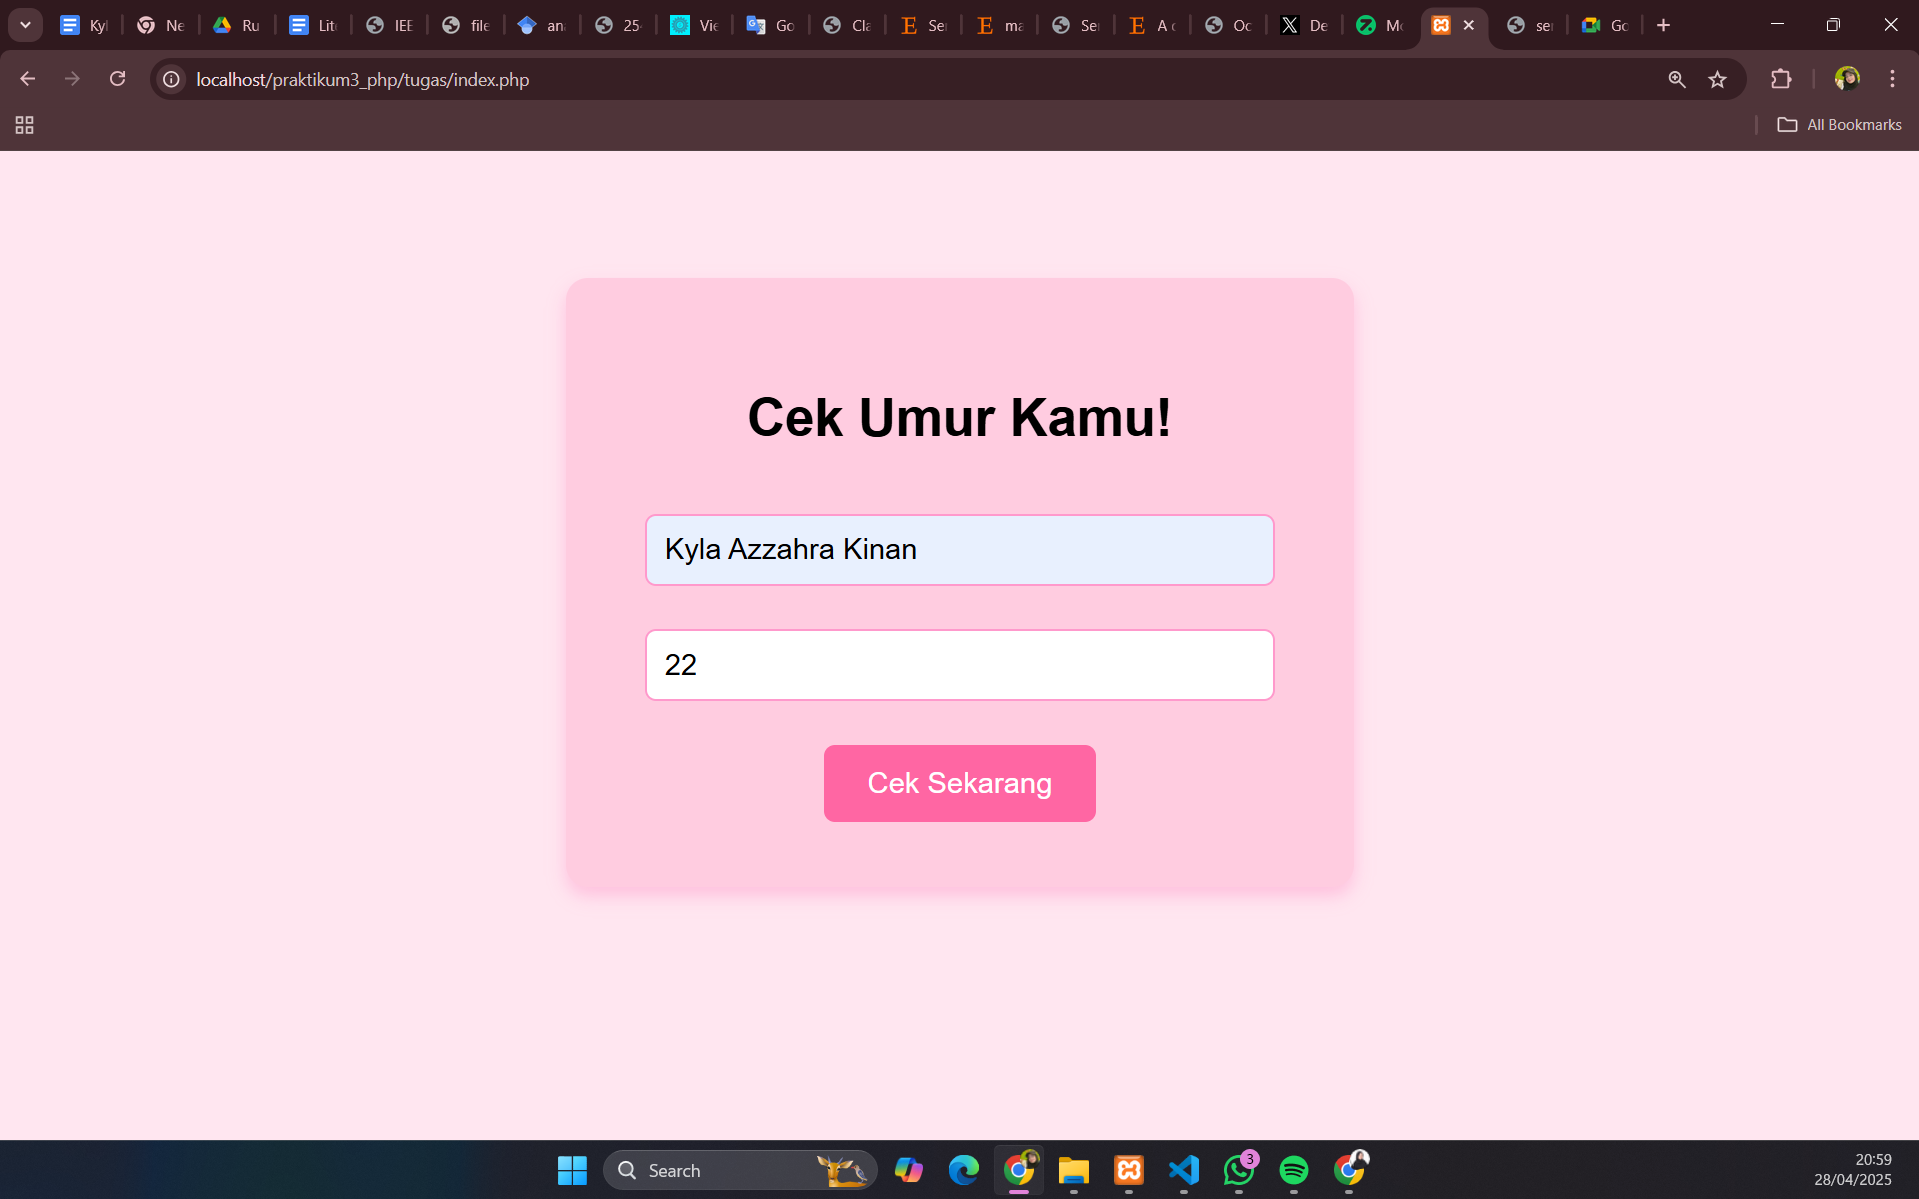 Kyl
Ne
Ru
Lit
IEE
file
an
25
Vie
Go
Cla
Se
ma
Se
A c
Oc
De
Mo
se
Go
localhost/praktikum3_php/tugas/index.php
All Bookmarks
Cek Umur Kamu!
Kyla Azzahra Kinan
22
Cek Sekarang
Search
3
20:59
28/04/2025